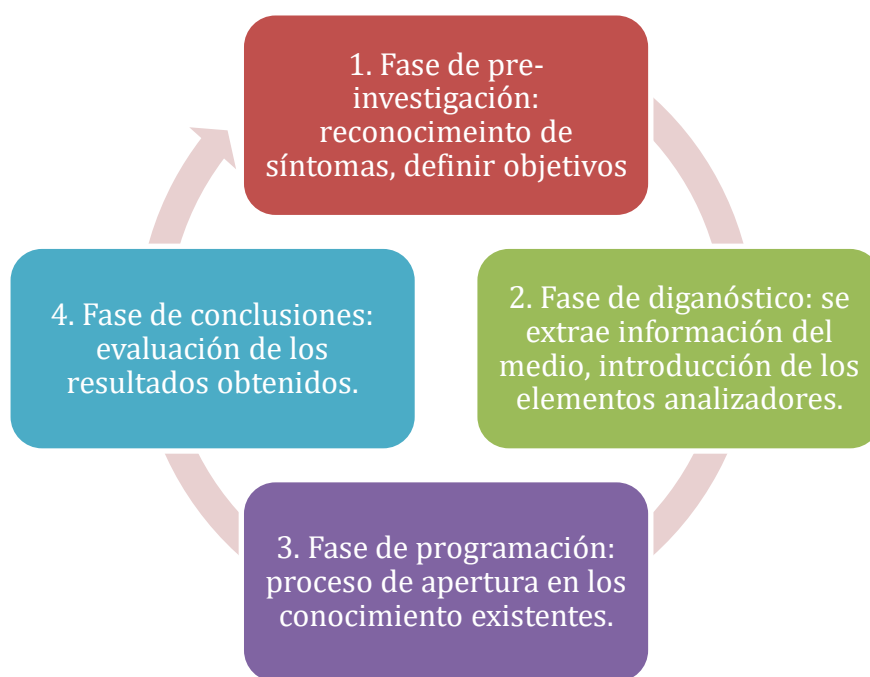 1. Fase de pre-
investigación:
reconocimeinto de
síntomas, definir objetivos
2. Fase de diganóstico: se
extrae información del
medio, introducción de los
elementos analizadores.
3. Fase de programación:
proceso de apertura en los
conocimiento existentes.
4. Fase de conclusiones:
evaluación de los
resultados obtenidos.